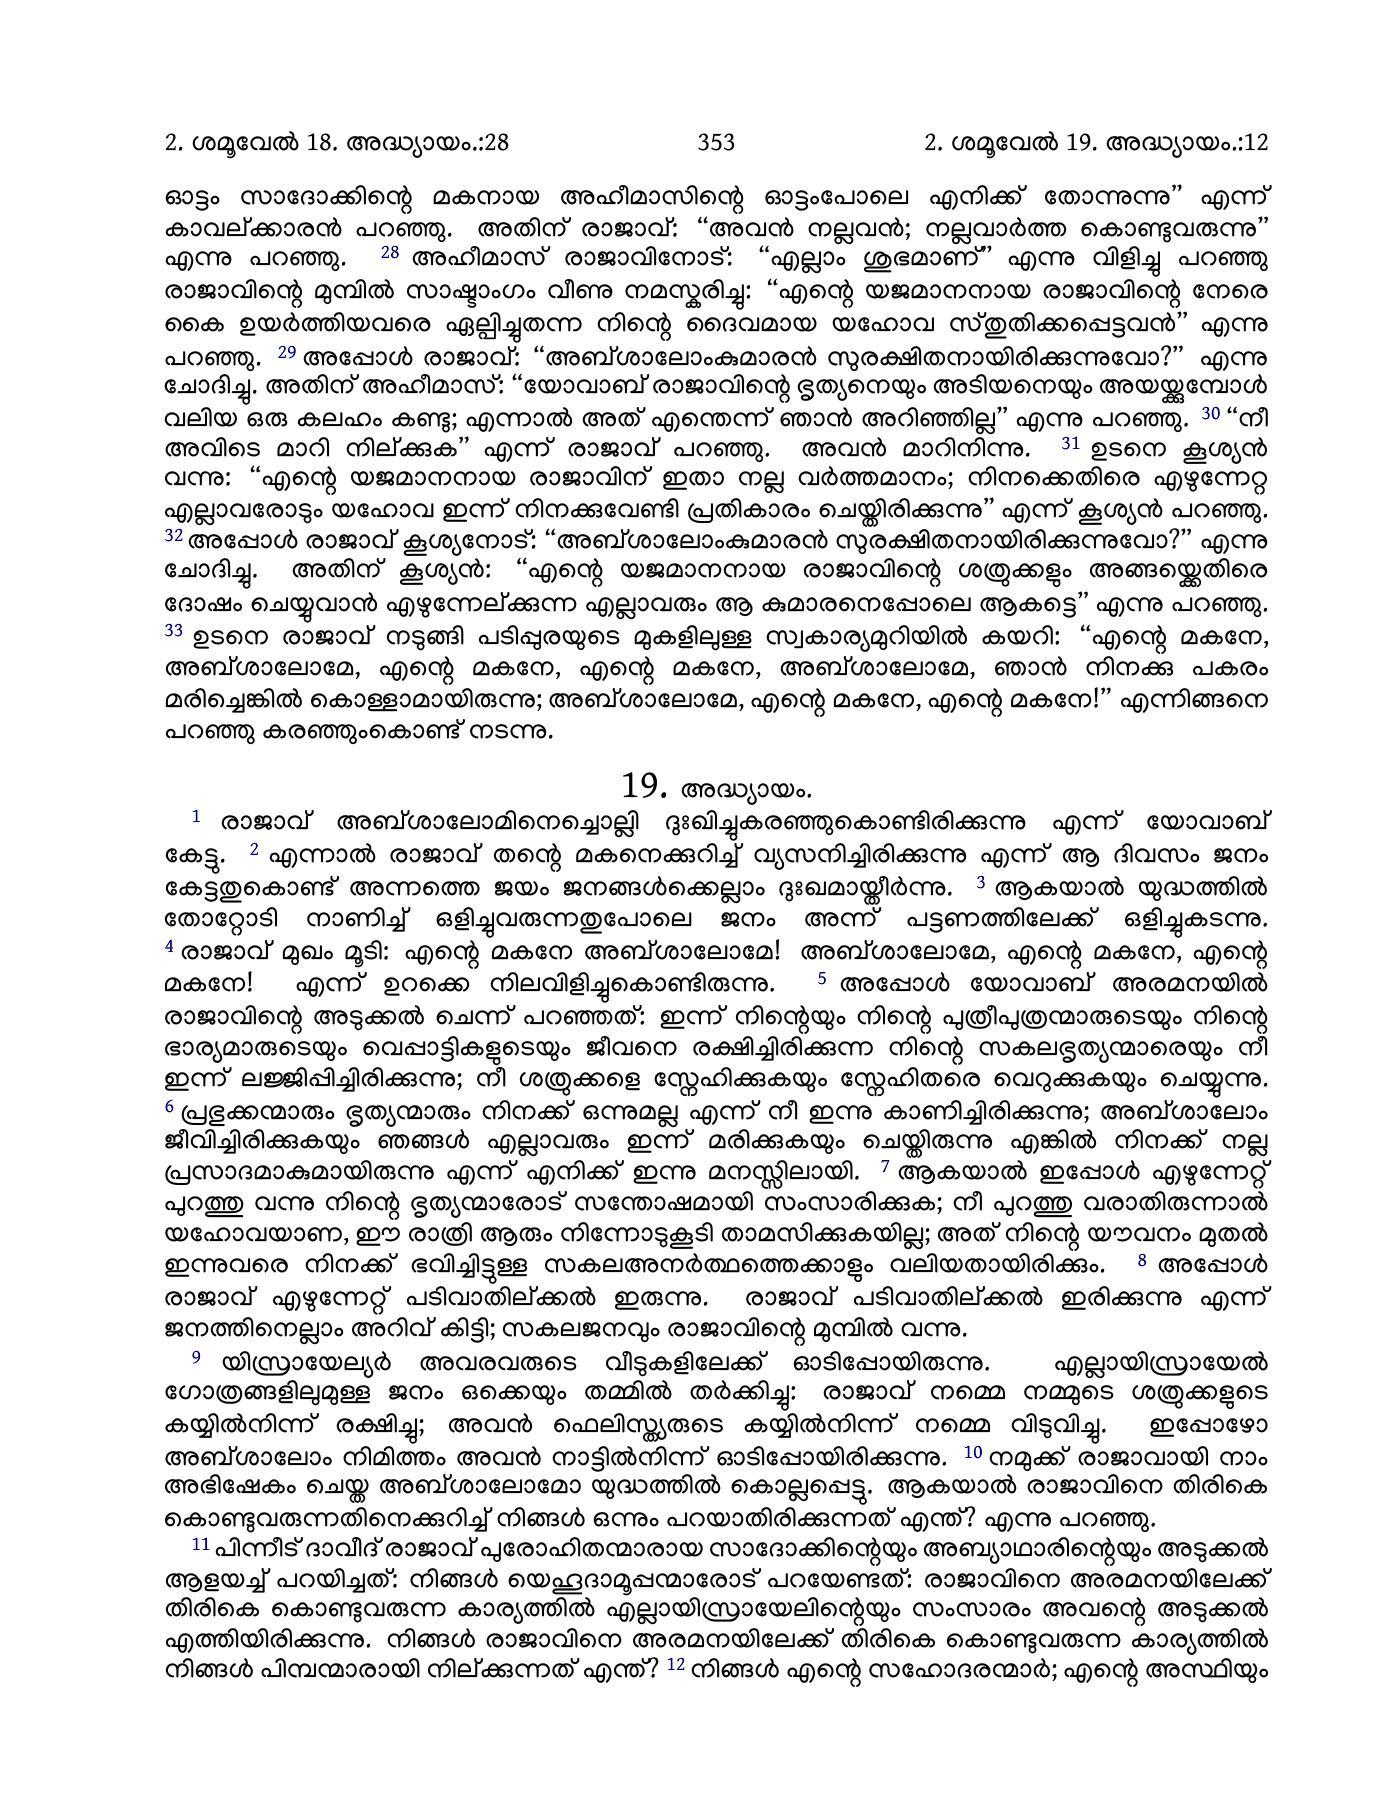 2. ശമൂവേൽ 18. അദ്ധ്യായം.:28 353 2. ശമൂവേൽ 19. അദ്ധ്യായം.:12
ഓട്ടം സാദോക്കിന്റെ മകനായ അഹീമാസിന്റെ ഓട്ടംപോലെ എനിക്ക് തോന്നുന്നു” എന്ന്
കാവല്ക്കാരൻ പറഞ്ഞു. അതിന് രാജാവ്: “അവൻ നല്ലവൻ; നല്ലവാർത്ത കൊണ്ടുവരുന്നു”
എന്നു പറഞ്ഞു. 28 അഹീമാസ് രാജാവിനോട്: “എല്ലാം ശുഭമാണ്” എന്നു വിളിച്ചു പറഞ്ഞു
രാജാവിന്റെ മുമ്പിൽ സാഷ്ടാംഗം വീണു നമസ്കരിച്ചു: “എന്റെ യജമാനനായ രാജാവിന്റെ നേരെ
കൈ ഉയർത്തിയവരെ ഏല്പിച്ചുതന്ന നിന്റെ ദൈവമായ യഹോവ സ്തുതിക്കപ്പെട്ടവൻ” എന്നു
പറഞ്ഞു. 29 അപ്പോൾ രാജാവ്: “അബ്ശാലോംകുമാരൻ സുരക്ഷിതനായിരിക്കുന്നുവോ?” എന്നു
ചോദിച്ചു. അതിന് അഹീമാസ്: “യോവാബ് രാജാവിന്റെ ഭൃത്യനെയും അടിയനെയും അയയ്ക്കുമ്പോൾ
വലിയ ഒരു കലഹം കണ്ടു; എന്നാൽ അത് എന്തെന്ന് ഞാൻ അറിഞ്ഞില്ല” എന്നു പറഞ്ഞു. 30 “നീ
അവിടെ മാറി നില്ക്കുക” എന്ന് രാജാവ് പറഞ്ഞു. അവൻ മാറിനിന്നു. 31 ഉടനെ കൂശ്യൻ
വന്നു: “എന്റെ യജമാനനായ രാജാവിന് ഇതാ നല്ല വർത്തമാനം; നിനക്കെതിരെ എഴുന്നേറ്റ
എല്ലാവരോടും യഹോവ ഇന്ന് നിനക്കുവേണ്ടി പ്രതികാരം ചെയ്തിരിക്കുന്നു” എന്ന് കൂശ്യൻ പറഞ്ഞു.
32 അപ്പോൾ രാജാവ് കൂശ്യനോട്: “അബ്ശാലോംകുമാരൻ സുരക്ഷിതനായിരിക്കുന്നുവോ?” എന്നു
ചോദിച്ചു. അതിന് കൂശ്യൻ: “എന്റെ യജമാനനായ രാജാവിന്റെ ശത്രുക്കളും അങ്ങയ്ക്കെതിരെ
ദോഷം ചെയ്യുവാൻ എഴുന്നേല്ക്കുന്ന എല്ലാവരും ആ കുമാരനെപ്പോലെ ആകട്ടെ” എന്നു പറഞ്ഞു.
33 ഉടനെ രാജാവ് നടുങ്ങി പടിപ്പുരയുടെ മുകളിലുള്ള സ്വകാര്യമുറിയിൽ കയറി: “എന്റെ മകനേ,
അബ്ശാലോമേ, എന്റെ മകനേ, എന്റെ മകനേ, അബ്ശാലോമേ, ഞാൻ നിനക്കു പകരം
മരിച്ചെങ്കിൽ കൊള്ളാമായിരുന്നു; അബ്ശാലോമേ, എന്റെ മകനേ, എന്റെ മകനേ!” എന്നിങ്ങനെ
പറഞ്ഞു കരഞ്ഞുംകൊണ്ട് നടന്നു.
19. അദ്ധ്യായം.
1 രാജാവ് അബ്ശാലോമിനെച്ചൊല്ലി ദുഃഖിച്ചുകരഞ്ഞുകൊണ്ടിരിക്കുന്നു എന്ന് യോവാബ്
കേട്ടു. 2 എന്നാൽ രാജാവ് തന്റെ മകനെക്കുറിച്ച് വ്യസനിച്ചിരിക്കുന്നു എന്ന് ആ ദിവസം ജനം
കേട്ടതുകൊണ്ട് അന്നത്തെ ജയം ജനങ്ങൾക്കെല്ലാം ദുഃഖമായ്തീർന്നു. 3 ആകയാൽ യുദ്ധത്തിൽ
തോറ്റോടി നാണിച്ച് ഒളിച്ചുവരുന്നതുപോലെ ജനം അന്ന് പട്ടണത്തിലേക്ക് ഒളിച്ചുകടന്നു.
4 രാജാവ് മുഖം മൂടി: എന്റെ മകനേ അബ്ശാലോമേ! അബ്ശാലോമേ, എന്റെ മകനേ, എന്റെ
മകനേ! എന്ന് ഉറക്കെ നിലവിളിച്ചുകൊണ്ടിരുന്നു. 5 അപ്പോൾ യോവാബ് അരമനയിൽ
രാജാവിന്റെ അടുക്കൽ ചെന്ന് പറഞ്ഞത്: ഇന്ന് നിന്റെയും നിന്റെ പുത്രീപുത്രന്മാരുടെയും നിന്റെ
ഭാര്യമാരുടെയും വെപ്പാട്ടികളുടെയും ജീവനെ രക്ഷിച്ചിരിക്കുന്ന നിന്റെ സകലഭൃത്യന്മാരെയും നീ
ഇന്ന് ലജ്ജിപ്പിച്ചിരിക്കുന്നു; നീ ശത്രുക്കളെ സ്നേഹിക്കുകയും സ്നേഹിതരെ വെറുക്കുകയും ചെയ്യുന്നു.
6 പ്രഭുക്കന്മാരും ഭൃത്യന്മാരും നിനക്ക് ഒന്നുമല്ല എന്ന് നീ ഇന്നു കാണിച്ചിരിക്കുന്നു; അബ്ശാലോം
ജീവിച്ചിരിക്കുകയും ഞങ്ങൾ എല്ലാവരും ഇന്ന് മരിക്കുകയും ചെയ്തിരുന്നു എങ്കിൽ നിനക്ക് നല്ല
പ്രസാദമാകുമായിരുന്നു എന്ന് എനിക്ക് ഇന്നു മനസ്സിലായി. 7 ആകയാൽ ഇപ്പോൾ എഴുന്നേറ്റ്
പുറത്തു വന്നു നിന്റെ ഭൃത്യന്മാരോട് സന്തോഷമായി സംസാരിക്കുക; നീ പുറത്തു വരാതിരുന്നാൽ
യഹോവയാണ, ഈ രാത്രി ആരും നിന്നോടുകൂടി താമസിക്കുകയില്ല; അത് നിന്റെ യൗവനം മുതൽ
ഇന്നുവരെ നിനക്ക് ഭവിച്ചിട്ടുള്ള സകലഅനർത്ഥത്തെക്കാളും വലിയതായിരിക്കും. 8 അപ്പോൾ
രാജാവ് എഴുന്നേറ്റ് പടിവാതില്ക്കൽ ഇരുന്നു. രാജാവ് പടിവാതില്ക്കൽ ഇരിക്കുന്നു എന്ന്
ജനത്തിനെല്ലാം അറിവ് കിട്ടി; സകലജനവും രാജാവിന്റെ മുമ്പിൽ വന്നു.
9 യിസ്രായേല്യർ അവരവരുടെ വീടുകളിലേക്ക് ഓടിപ്പോയിരുന്നു. എല്ലായിസ്രായേൽ
ഗോത്രങ്ങളിലുമുള്ള ജനം ഒക്കെയും തമ്മിൽ തർക്കിച്ചു: രാജാവ് നമ്മെ നമ്മുടെ ശത്രുക്കളുടെ
കയ്യിൽനിന്ന് രക്ഷിച്ചു; അവൻ ഫെലിസ്ത്യരുടെ കയ്യിൽനിന്ന് നമ്മെ വിടുവിച്ചു. ഇപ്പോഴോ
അബ്ശാലോം നിമിത്തം അവൻ നാട്ടിൽനിന്ന് ഓടിപ്പോയിരിക്കുന്നു. 10 നമുക്ക് രാജാവായി നാം
അഭിഷേകം ചെയ്ത അബ്ശാലോമോ യുദ്ധത്തിൽ കൊല്ലപ്പെട്ടു. ആകയാൽ രാജാവിനെ തിരികെ
കൊണ്ടുവരുന്നതിനെക്കുറിച്ച് നിങ്ങൾ ഒന്നും പറയാതിരിക്കുന്നത് എന്ത്? എന്നു പറഞ്ഞു.
11 പിന്നീട് ദാവീദ് രാജാവ് പുരോഹിതന്മാരായ സാദോക്കിന്റെയും അബ്യാഥാരിന്റെയും അടുക്കൽ
ആളയച്ച് പറയിച്ചത്: നിങ്ങൾ യെഹൂദാമൂപ്പന്മാരോട് പറയേണ്ടത്: രാജാവിനെ അരമനയിലേക്ക്
തിരികെ കൊണ്ടുവരുന്ന കാര്യത്തിൽ എല്ലായിസ്രായേലിന്റെയും സംസാരം അവന്റെ അടുക്കൽ
എത്തിയിരിക്കുന്നു. നിങ്ങൾ രാജാവിനെ അരമനയിലേക്ക് തിരികെ കൊണ്ടുവരുന്ന കാര്യത്തിൽ
നിങ്ങൾ പിമ്പന്മാരായി നില്ക്കുന്നത് എന്ത്? 12 നിങ്ങൾ എന്റെ സഹോദരന്മാർ; എന്റെ അസ്ഥിയും